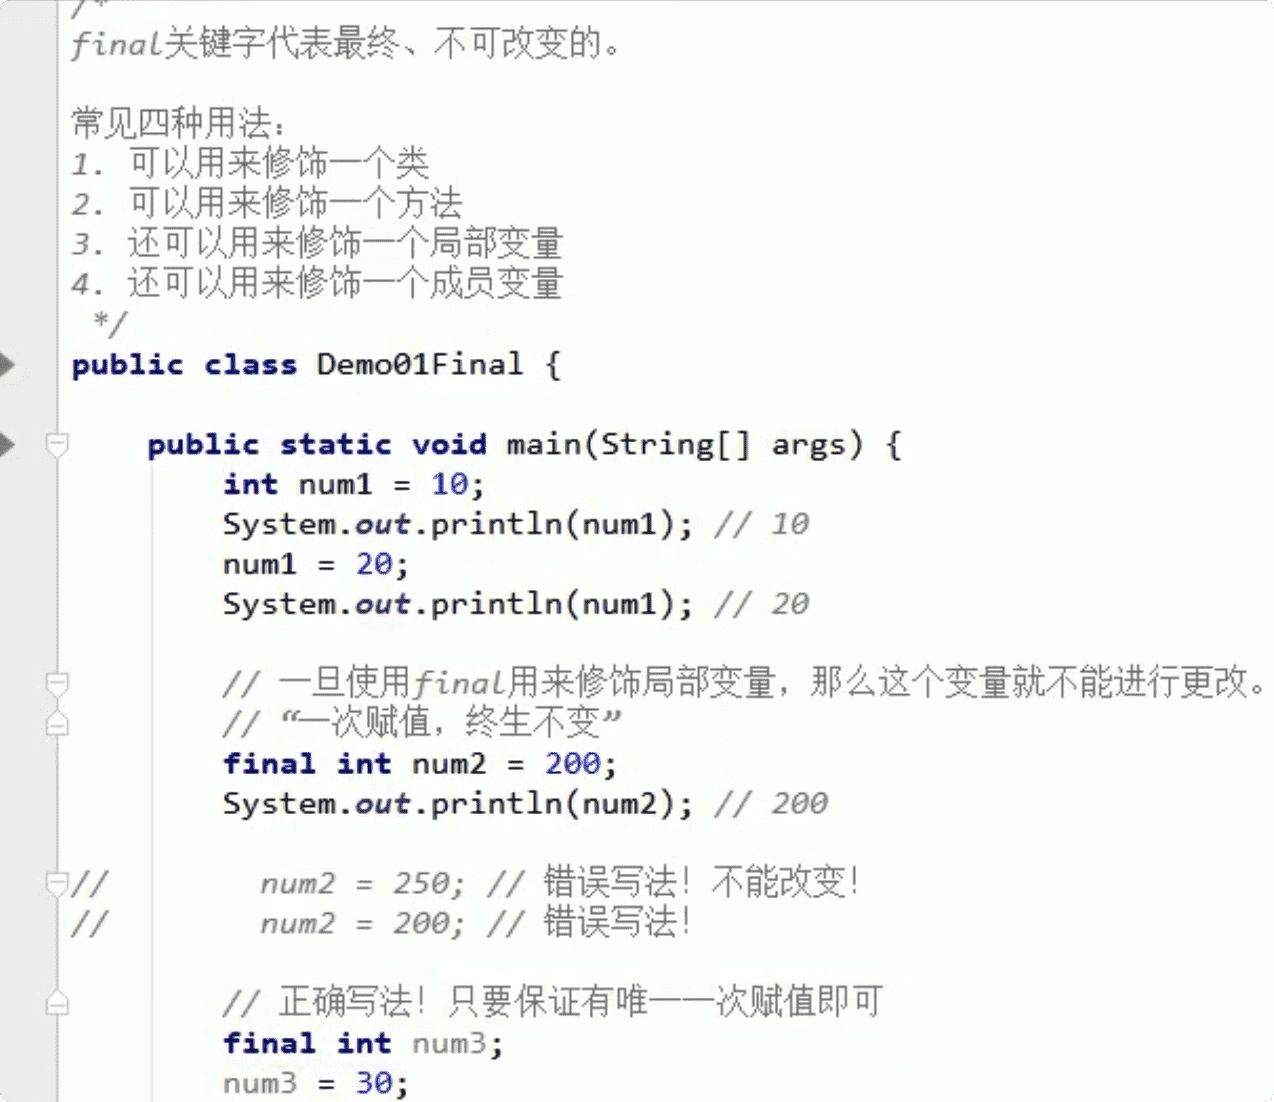 /*
final关键字代表最终、不可改变的。
常见四种用法：
1. 可以用来修饰一个类
2. 可以用来修饰一个方法
3. 还可以用来修饰一个局部变量
4. 还可以用来修饰一个成员变量
*/
public class Demo01Final {
public static void main(String[] args) {
int num1 = 10;
System.out.println(num1); // 10
num1 = 20;
System.out.println(num1); // 20
// 一旦使用final用来修饰局部变量，那么这个变量就不能进行更改。
// “一次赋值，终生不变”
final int num2 = 200;
System.out.println(num2); // 200
// num2 = 250; // 错误写法！不能改变！
// num2 = 200; // 错误写法！
// 正确写法！只要保证有唯一一次赋值即可
final int num3;
num3 = 30;